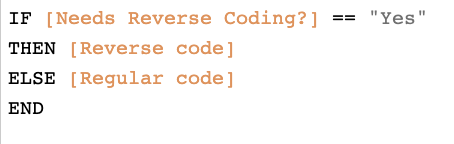 IF [Needs Reverse Coding?] == "Yes"
THEN [Reverse code]
ELSE [Regular code]
END